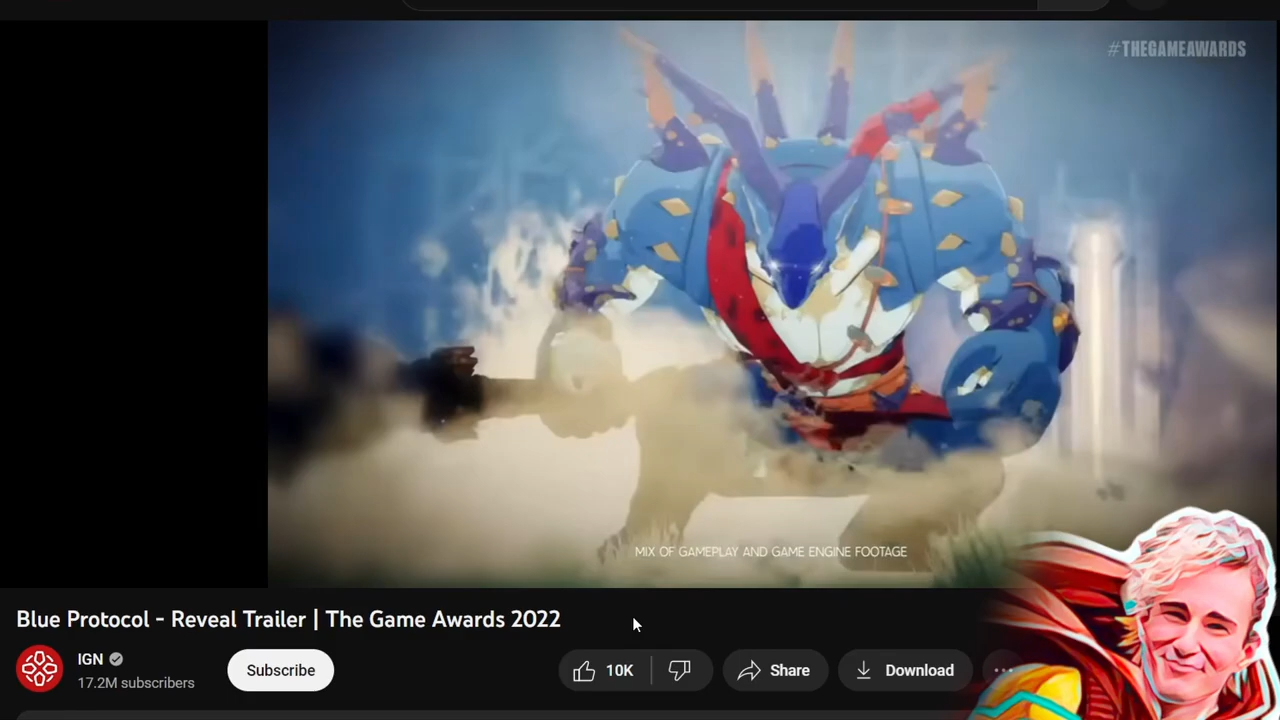 #THEGAMEAWARDS
MIX OF GAMEPLAY AND GAME ENGINE FOOTAGE
Blue Protocol - Reveal Trailer | The Game Awards 2022
IGN
17.2M subscribers
Subscribe
10K
Share
Download